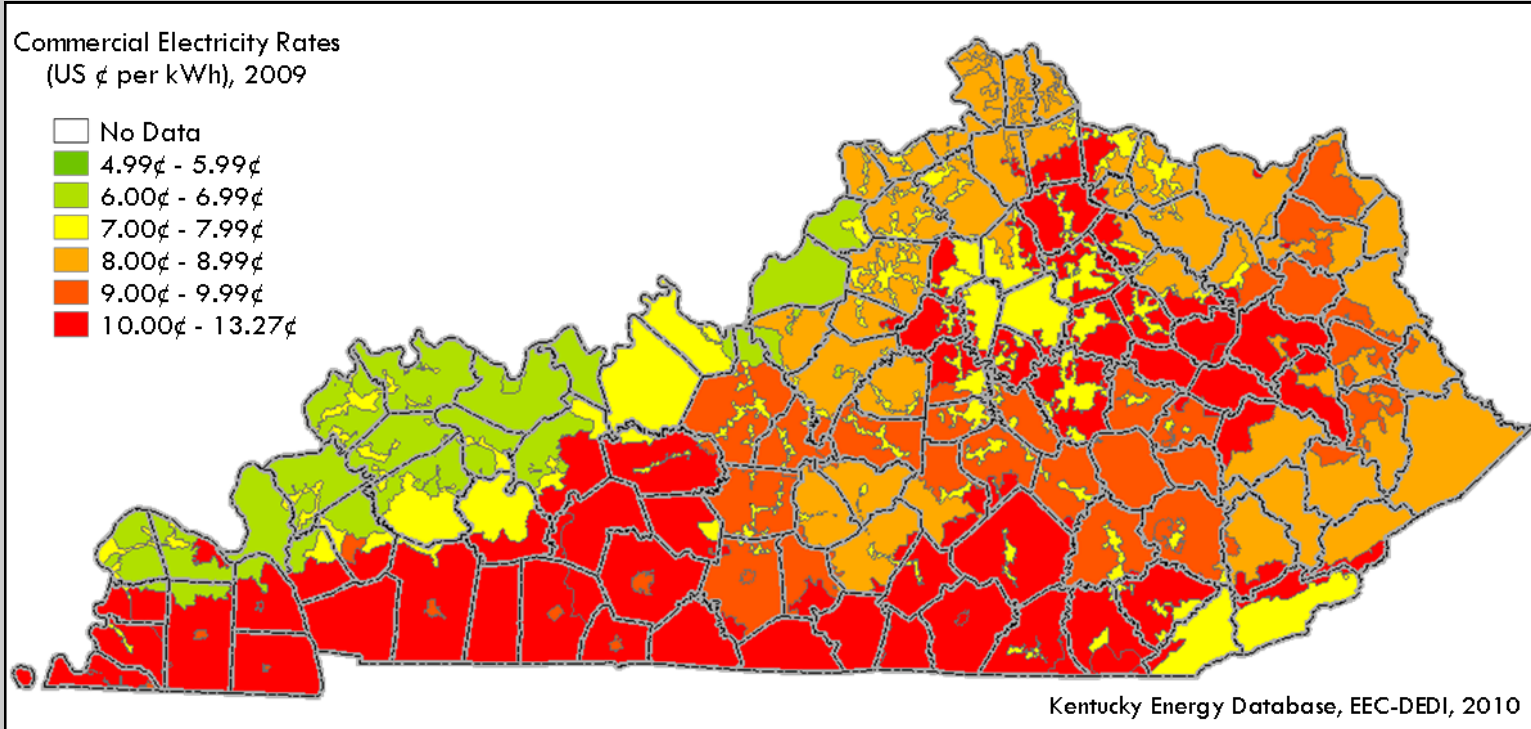 Commercial Electricity Rates
(US ¢ per kWh), 2009
No Data
4.99¢ - 5.99¢
6.00¢ - 6.99¢
7.00¢ - 7.99¢
8.00¢ - 8.99¢
9.00¢ - 9.99¢
10.00¢ - 13.27¢
Kentucky Energy Database, EEC-DEDI, 2010